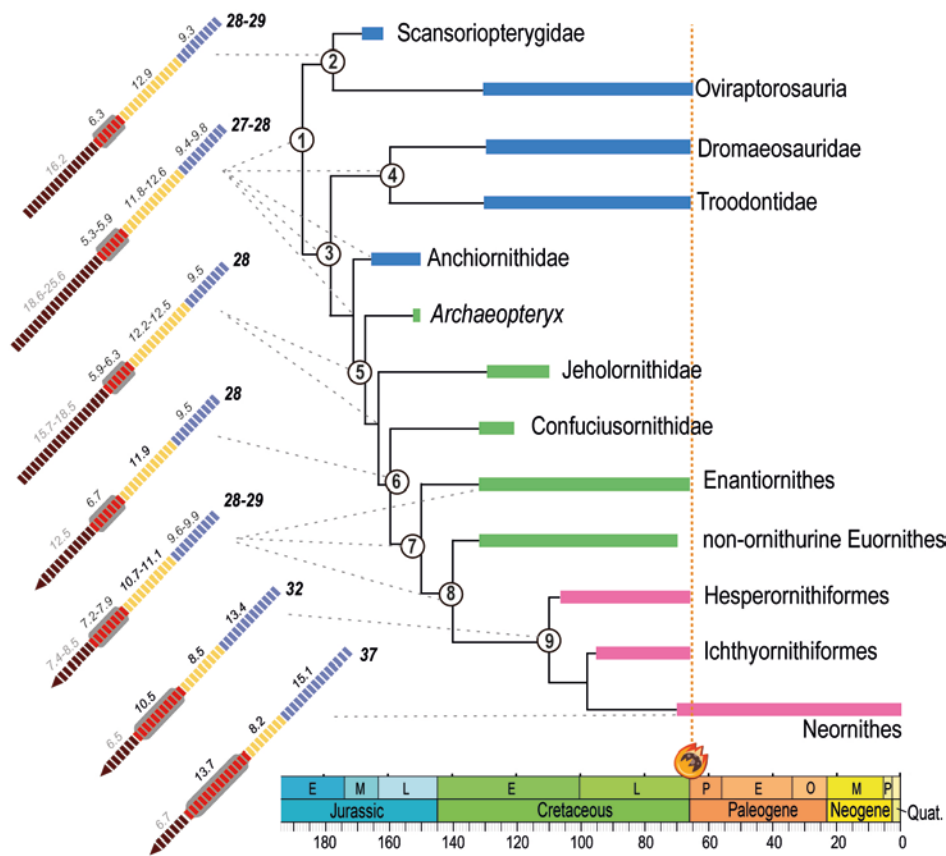 28-29
9.3
12.9
6.3
16.2
27-28
9.4-9.8
11.8-12.6
5.3-5.9
18.6-25.6
28
9.5
12.2-12.5
5.9-6.3
15.7-18.5
28
9.5
11.9
6.7
12.5
28-29
9.6-9.9
10.7-11.1
7.2-7.9
7.4-8.5
32
13.4
8.5
10.5
6.5
37
15.1
8.2
13.7
6.7
1
2
3
4
5
6
7
8
9
Scansoriopterygidae
Oviraptorosauria
Dromaeosauridae
Troodontidae
Anchiornithidae
Archaeopteryx
Jeholornithidae
Confuciusornithidae
Enantiornithes
non-ornithurine Euornithes
Hesperornithiformes
Ichthyornithiformes
Neornithes
E M L E L P E O M P
Jurassic Cretaceous Paleogene Neogene Quat.
180 160 140 120 100 80 60 40 20 0